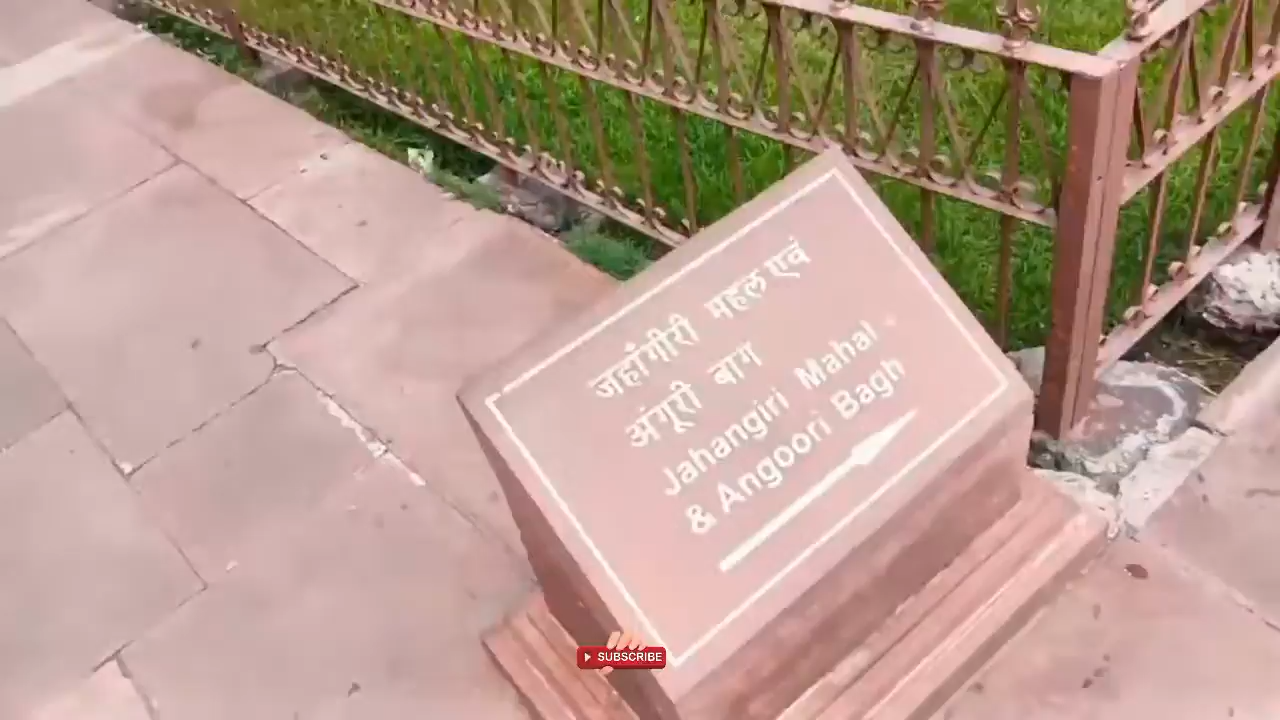 जहाँगीरी महल एवं
अंगूरी बाग
Jahangiri Mahal
& Angoori Bagh
SUBSCRIBE